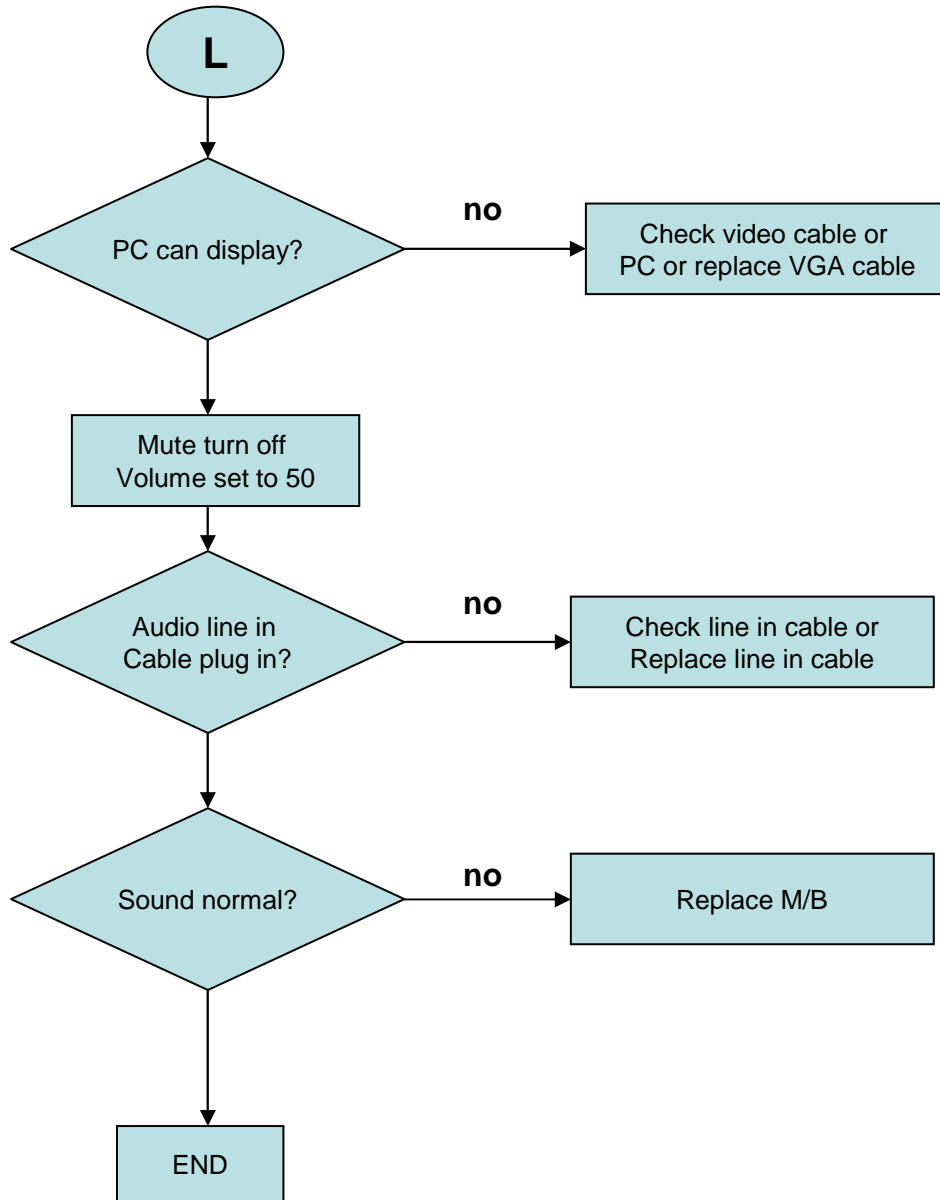 L
PC can display?
no
Check video cable or
PC or replace VGA cable
Mute turn off
Volume set to 50
Audio line in
Cable plug in?
no
Check line in cable or
Replace line in cable
Sound normal?
no
Replace M/B
END